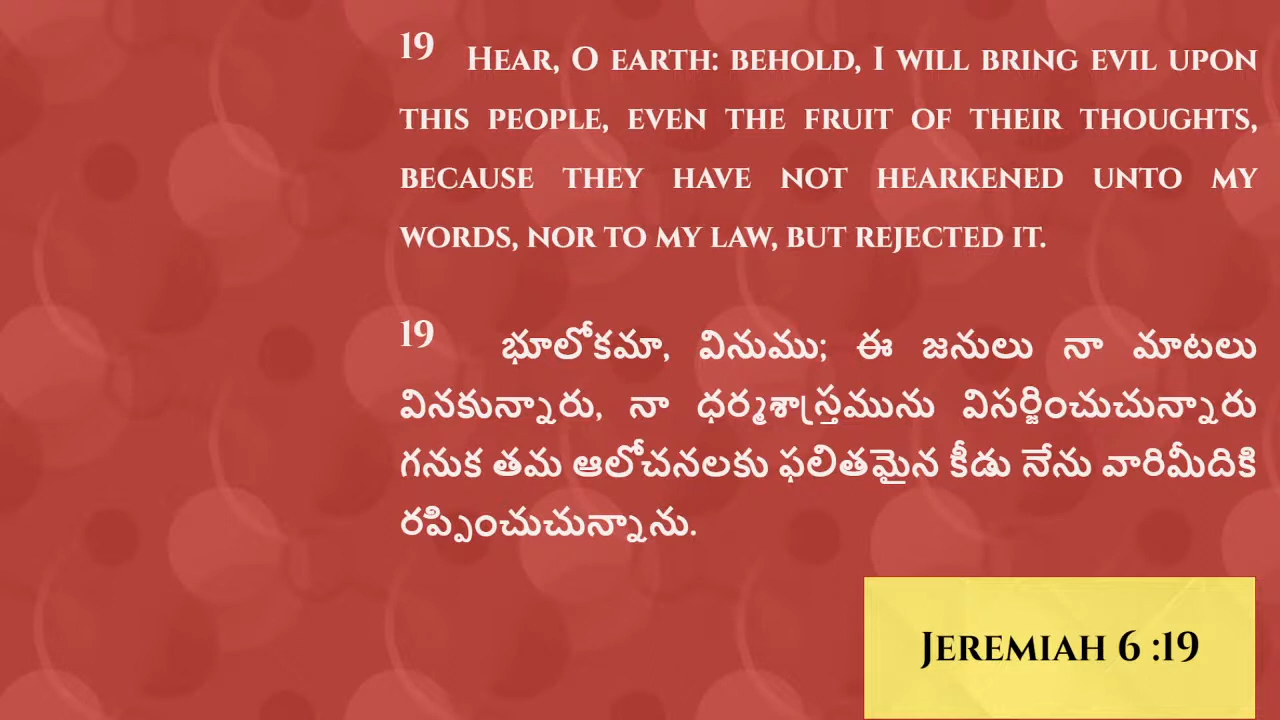 19 Hear, O earth: behold, I will bring evil upon
this people, even the fruit of their thoughts,
because they have not hearkened unto my
words, nor to my law, but rejected it.
19 భూలోకమా, వినుము; ఈ జనులు నా మాటలు
వినకున్నారు, నా ధర్మశాస్త్రమును విసర్జించుచున్నారు
గనుక తమ ఆలోచనలకు ఫలితమైన కీడు నేను వారిమీదికి
రప్పించుచున్నాను.
Jeremiah 6 :19